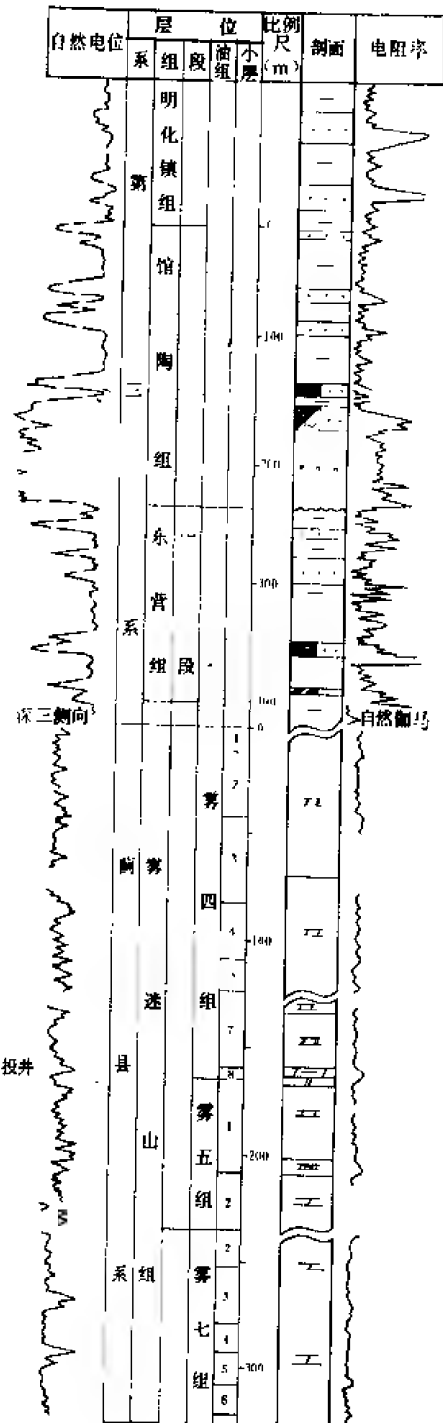 自然电位 层 位 比例尺(m) 剖面 电阻率
系 组 段 油组 小层
第三系
明化镇组
馆陶组
东营组
段
0
100
200
300
深三侧向
自然伽马
0
蓟县系
雾迷山组
雾四组
1
2
3
4
7
8
100
投井
雾五组
1
2
200
雾七组
2
3
4
5
6
300